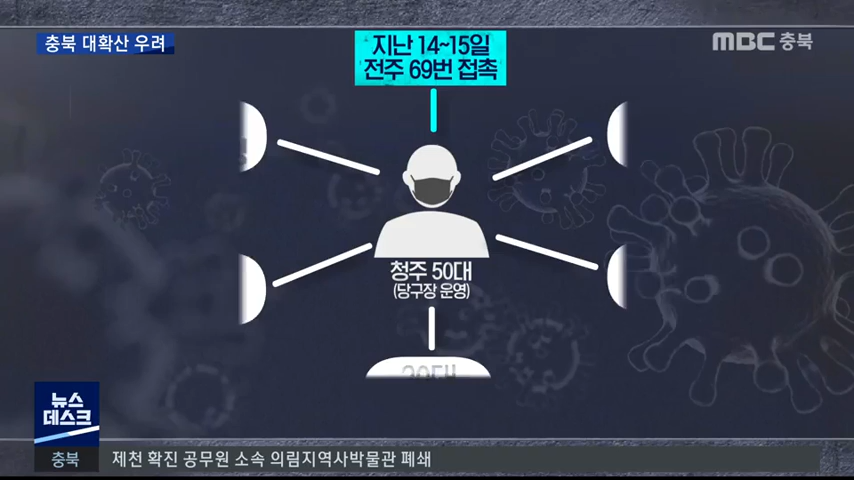 충북 대확산 우려
MBC 충북
지난 14~15일
전주 69번 접촉
청주 50대
(당구장 운영)
뉴스
데스크
충북
제천 확진 공무원 소속 의림지역사박물관 폐쇄